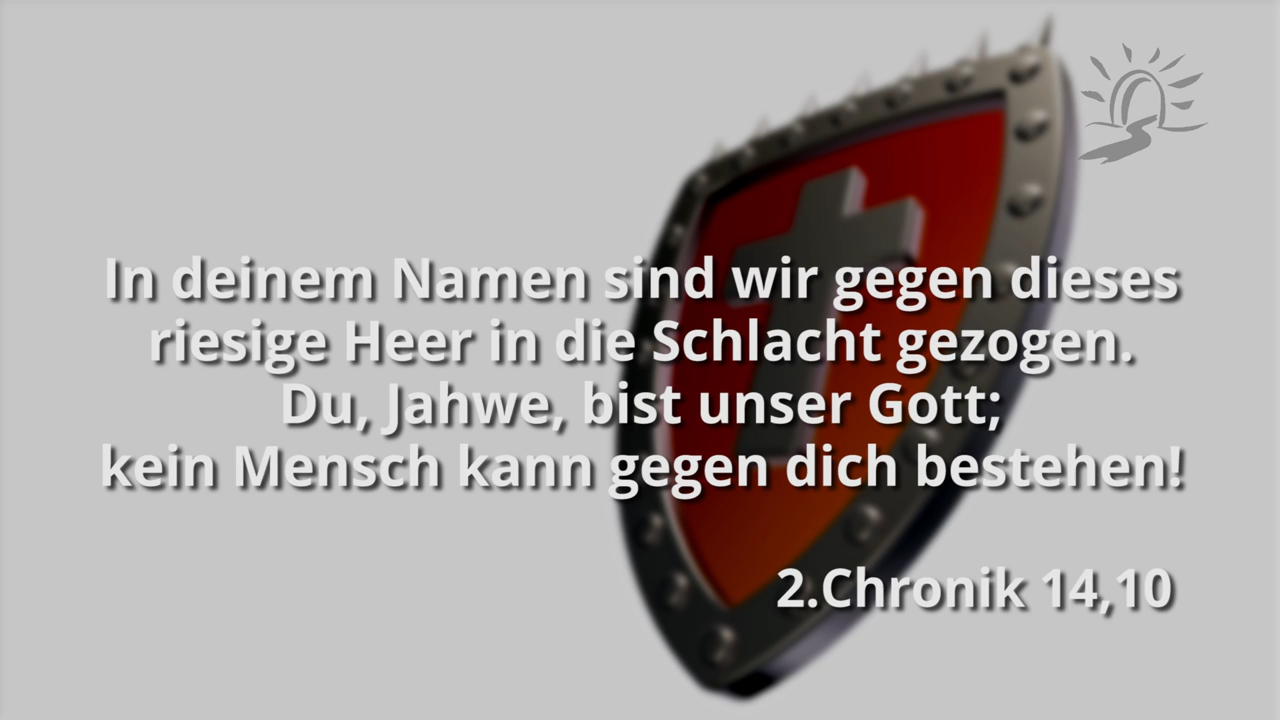 In deinem Namen sind wir gegen dieses
riesige Heer in die Schlacht gezogen.
Du, Jahwe, bist unser Gott;
kein Mensch kann gegen dich bestehen!
2.Chronik 14,10